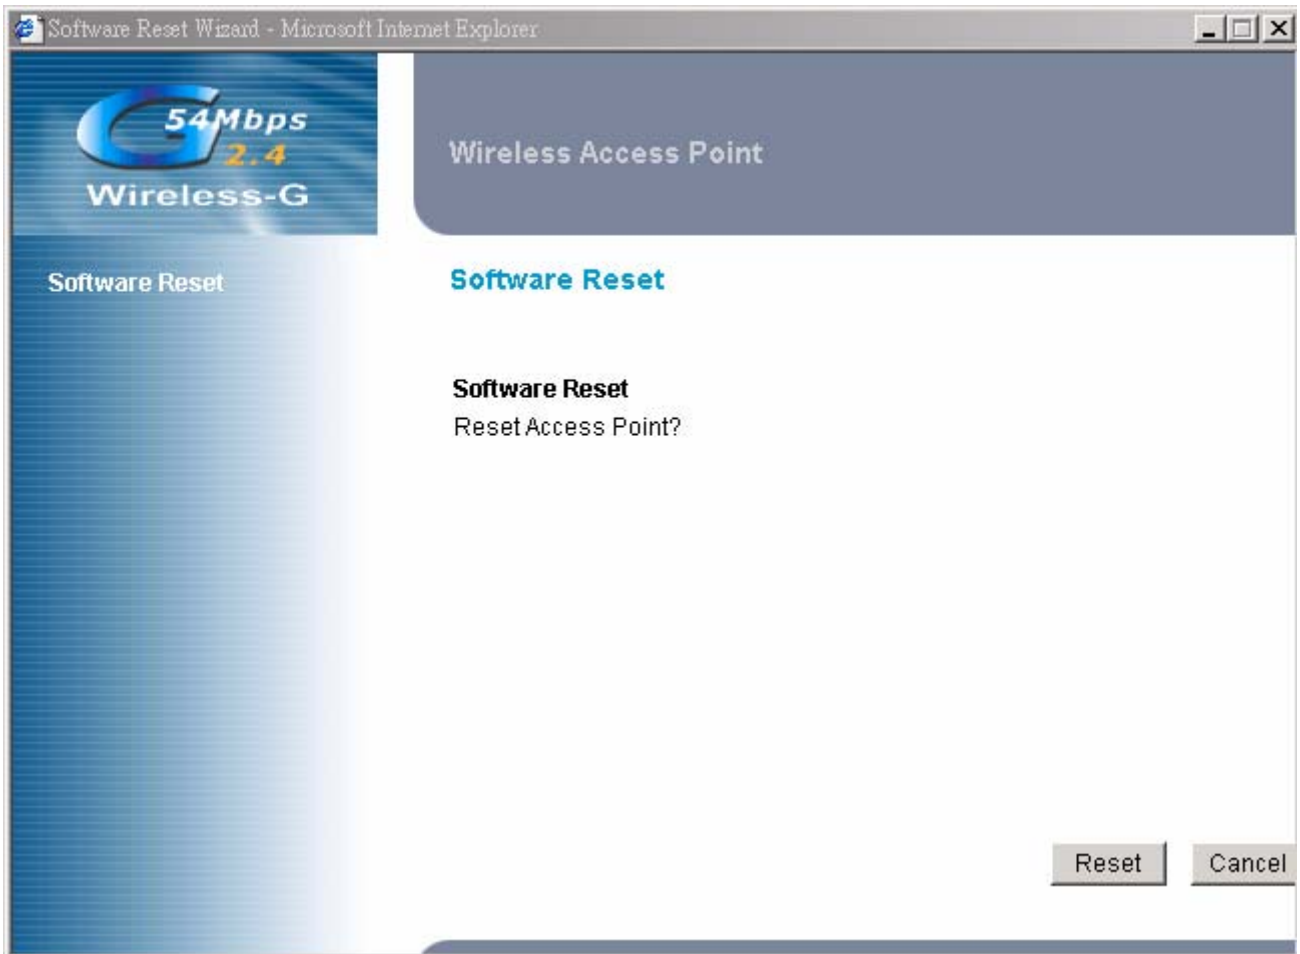 Software Reset Wizard - Microsoft Internet Explorer
54Mbps
2.4
Wireless-G
Wireless Access Point
Software Reset
Software Reset
Software Reset
Reset Access Point?
Reset
Cancel